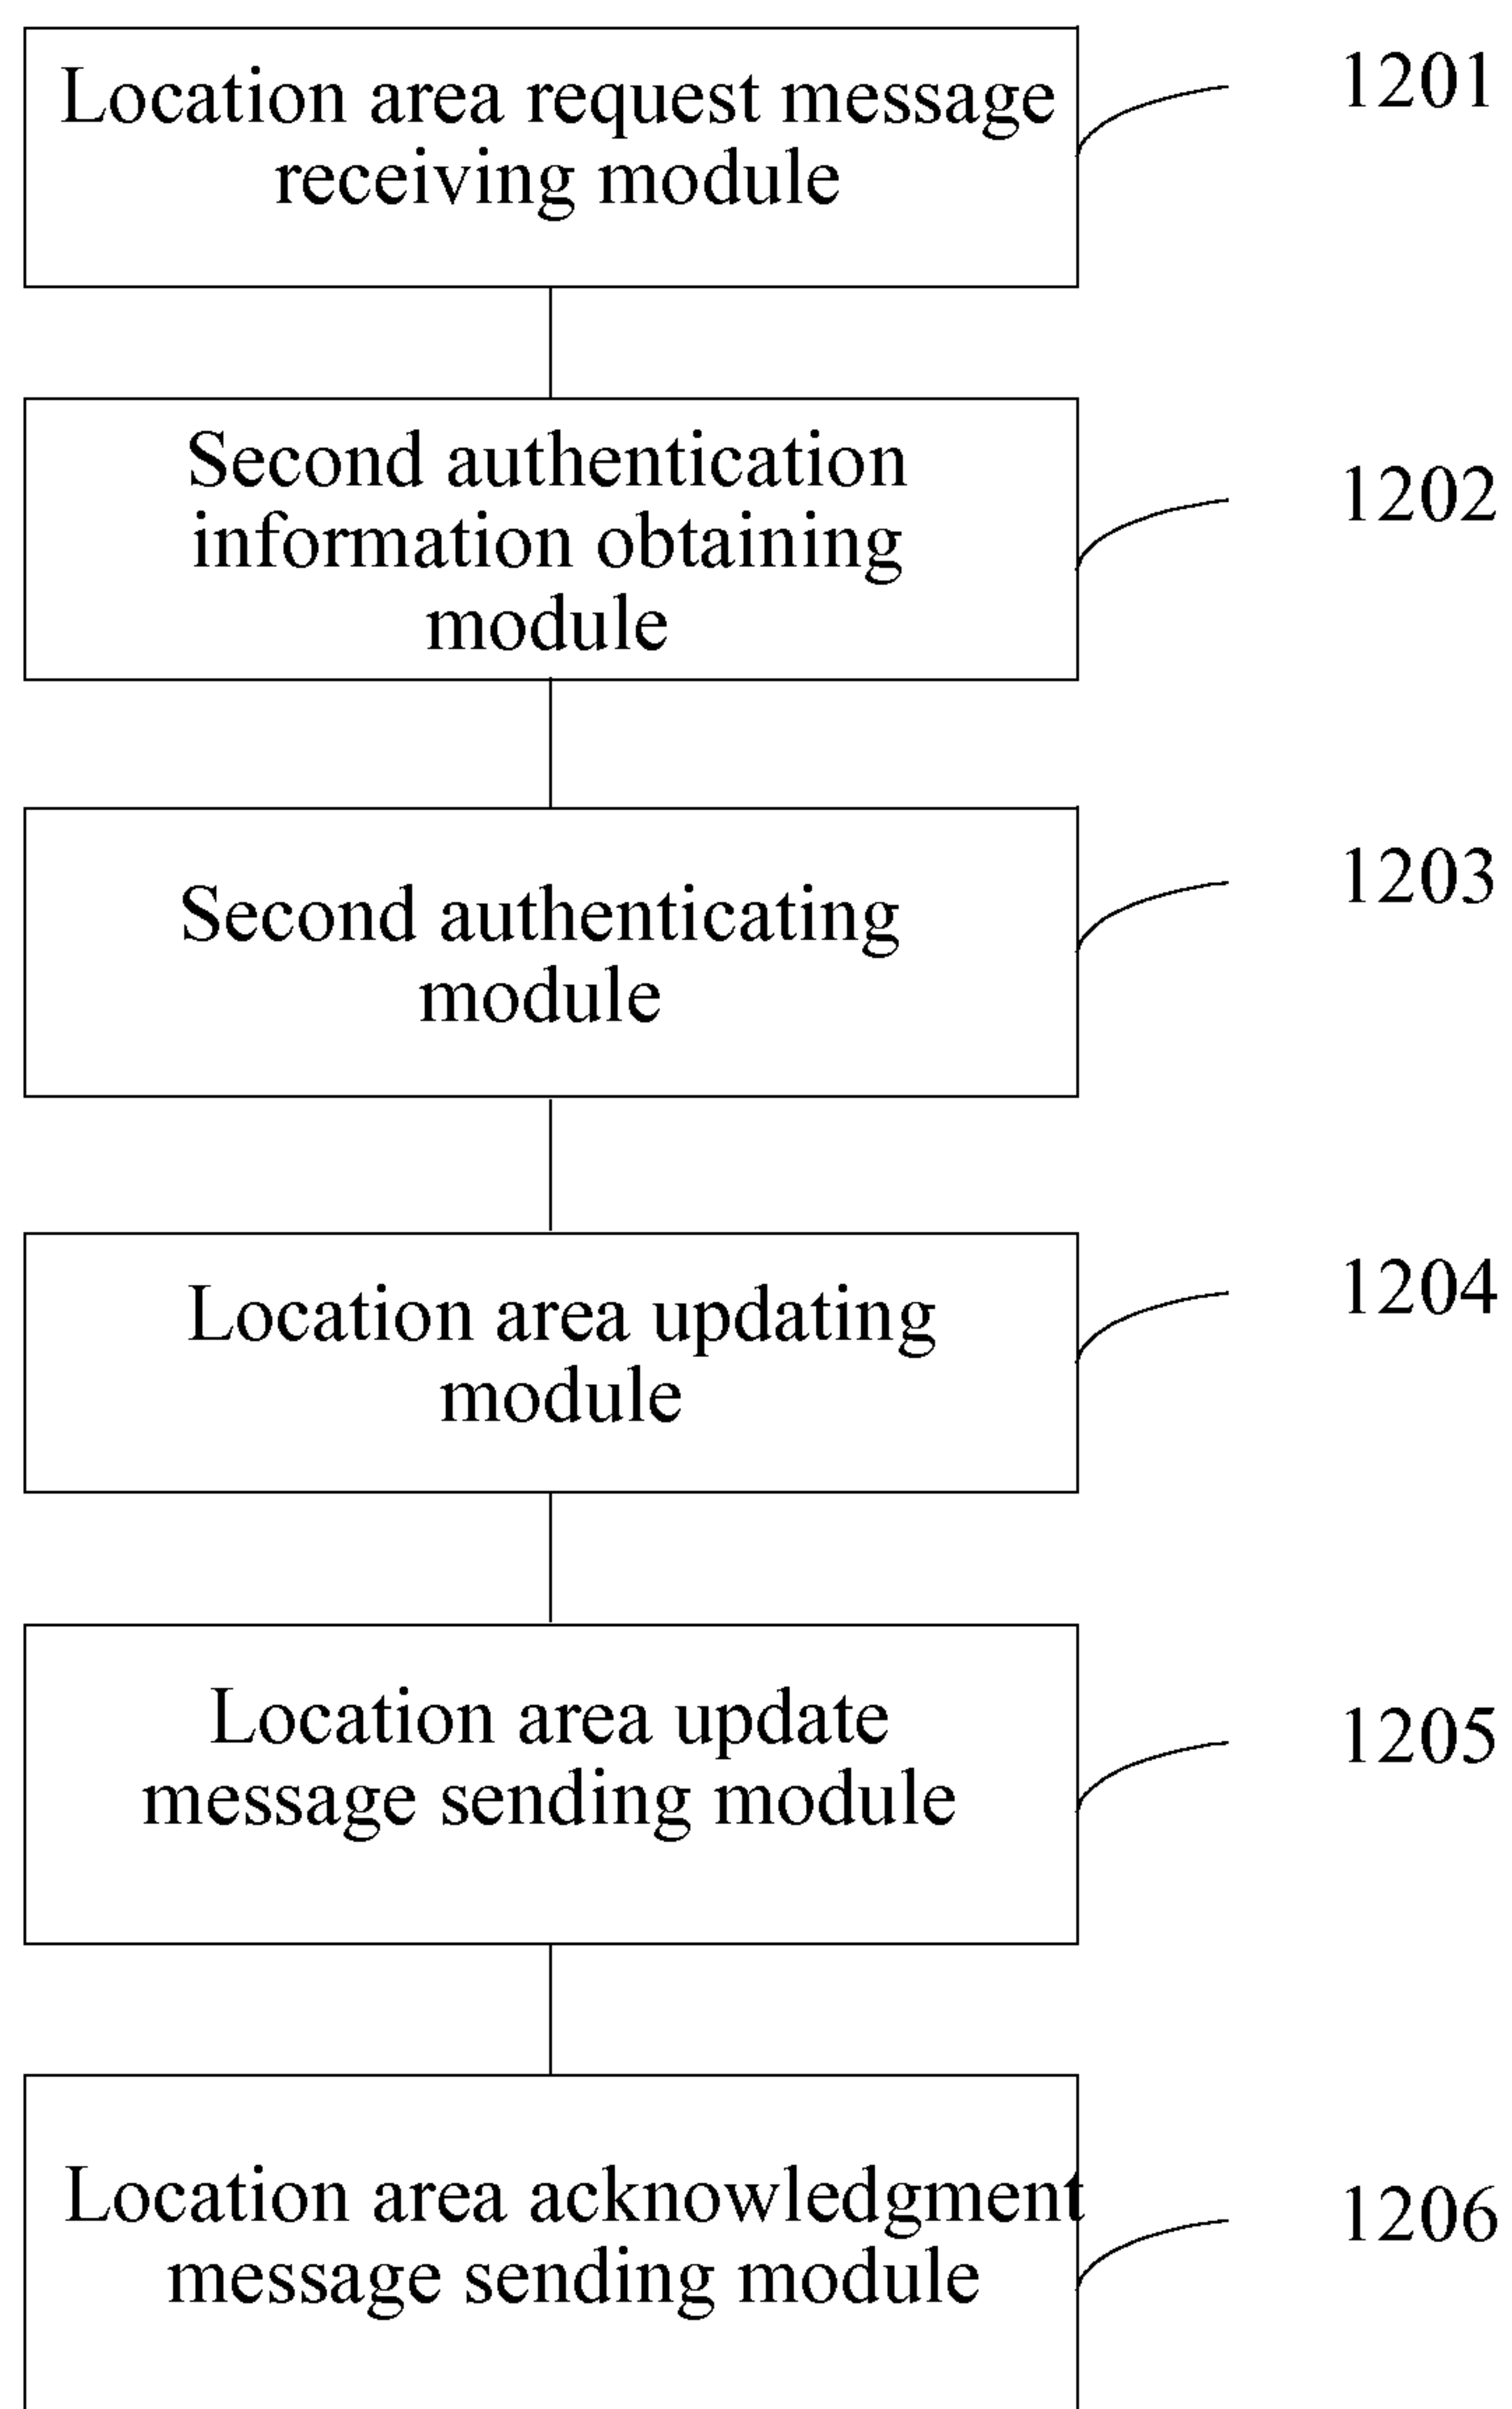 Location area request message
receiving module
1201
Second authentication
information obtaining
module
1202
Second authenticating
module
1203
Location area updating
module
1204
Location area update
message sending module
1205
Location area acknowledgment
message sending module
1206